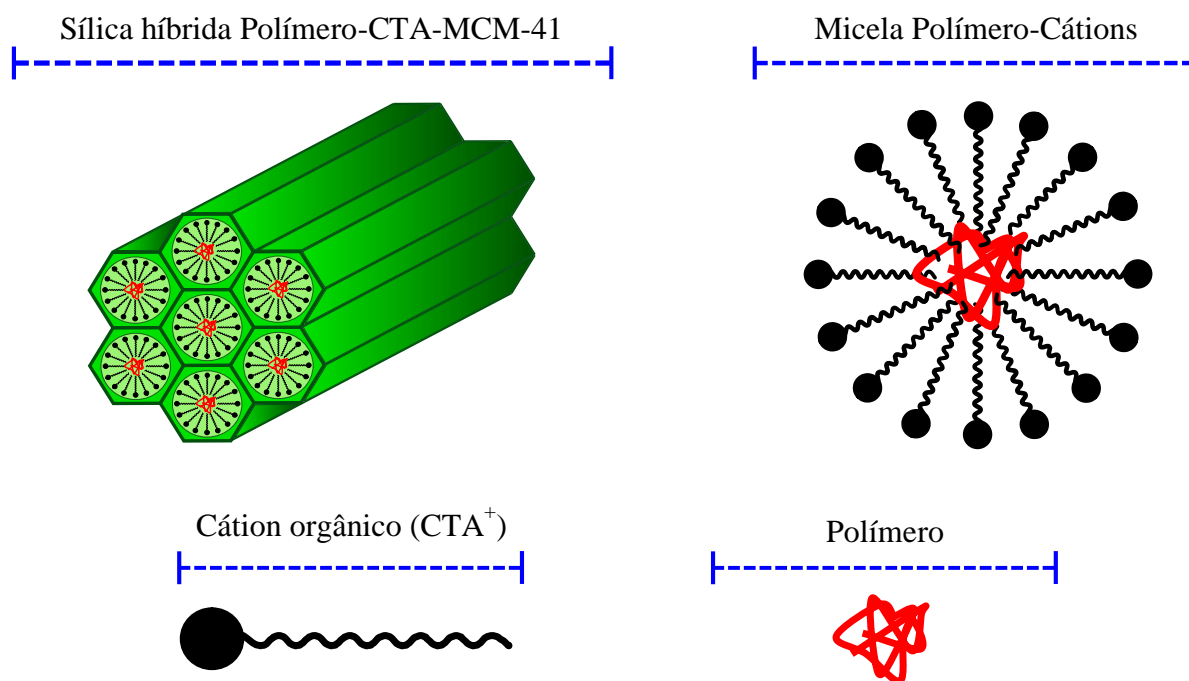 Sílica híbrida Polímero-CTA-MCM-41
Micela Polímero-Cátions
Cátion orgânico (CTA⁺)
Polímero